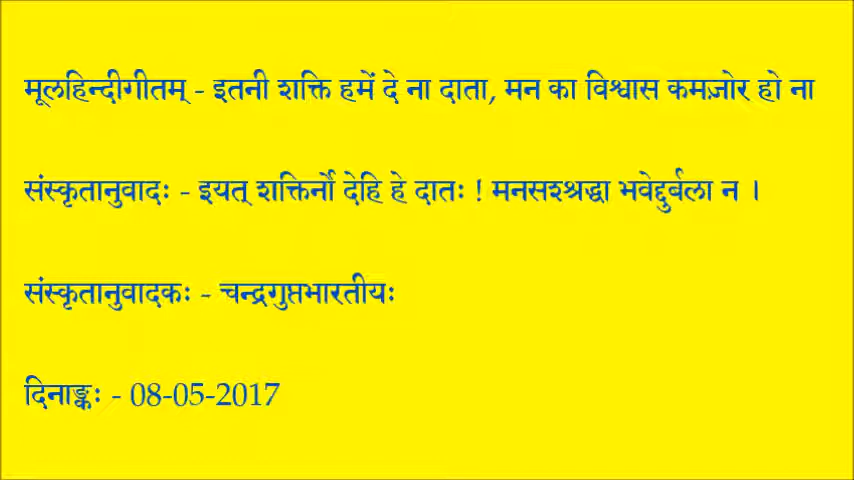 मूलहिन्दीगीतम् - इतनी शक्ति हमें दे ना दाता, मन का विश्वास कमज़ोर हो ना
संस्कृतानुवादः - इयत् शक्तिर्नो देहि हे दातः ! मनसश्श्रद्धा भवेद्दुर्बला न ।
संस्कृतानुवादकः - चन्द्रगुप्तभारतीयः
दिनाङ्कः - 08-05-2017